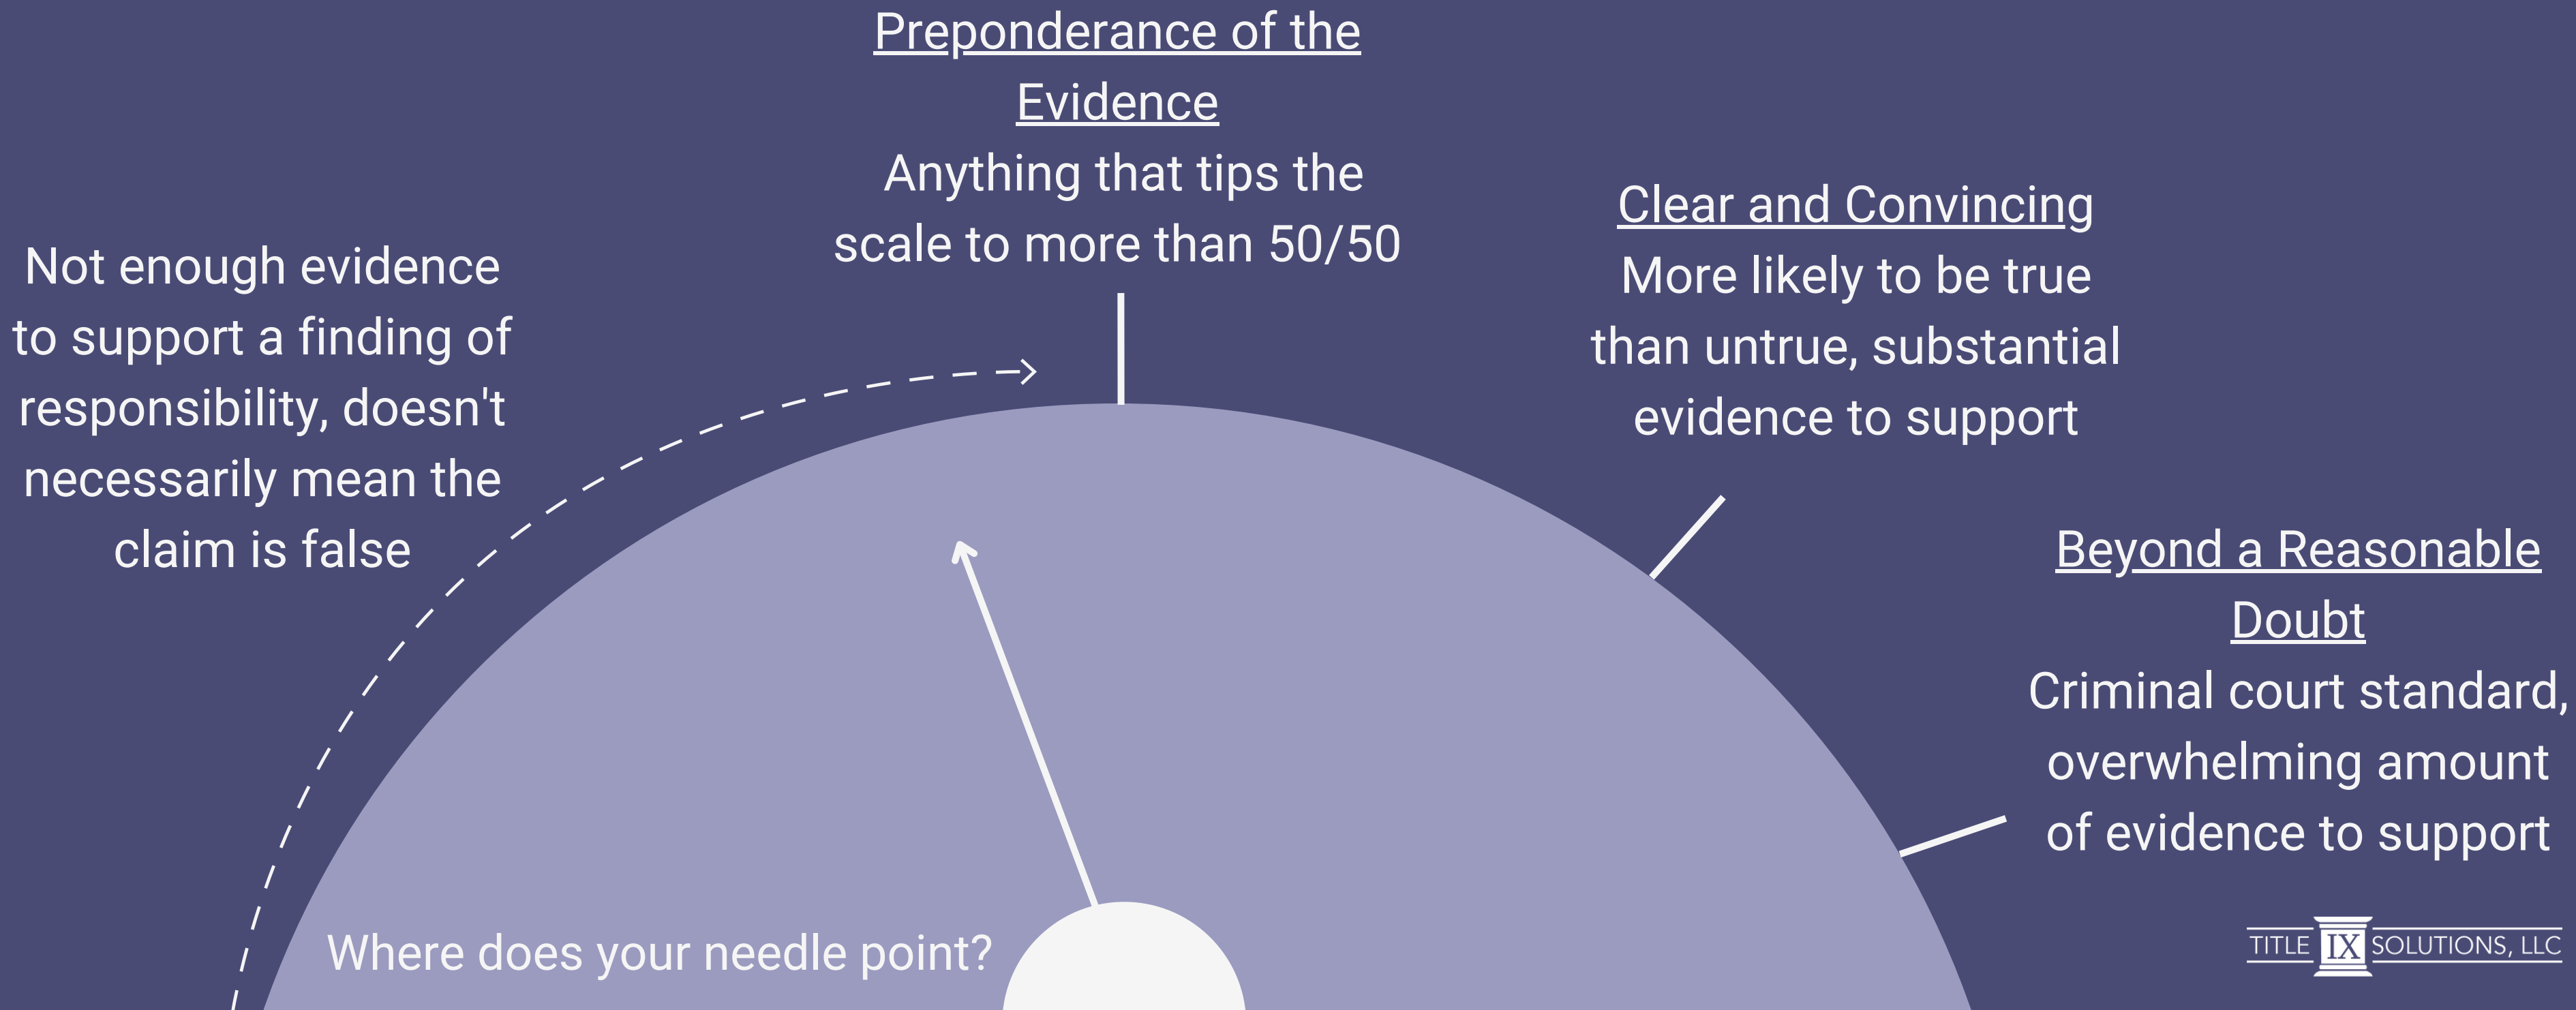 Preponderance of the
Evidence
Anything that tips the
scale to more than 50/50
Not enough evidence
to support a finding of
responsibility, doesn't
necessarily mean the
claim is false
Clear and Convincing
More likely to be true
than untrue, substantial
evidence to support
Beyond a Reasonable
Doubt
Criminal court standard,
overwhelming amount
of evidence to support
Where does your needle point?
TITLE IX SOLUTIONS, LLC